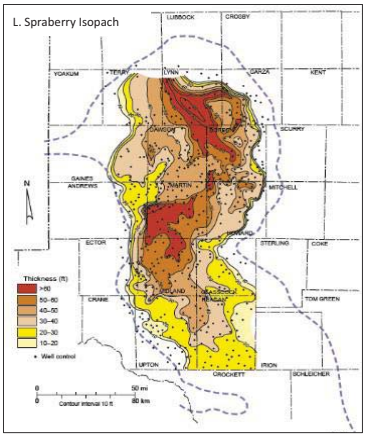 L. Spraberry Isopach
LUBBOCK
CROSBY
YOAKUM
TERRY
LYNN
GARZA
KENT
DAWSON
BORDEN
SCURRY
GAINES
ANDREWS
MARTIN
MITCHELL
N
HOWARD
ECTOR
STERLING
COKE
Thickness (ft)
>60
50–60
40–50
30–40
20–30
10–20
Well control
CRANE
MIDLAND
GLASSCOCK
REAGAN
TOM GREEN
UPTON
CROCKETT
IRION
SCHLEICHER
0
50 mi
0
80 km
Contour interval 10 ft